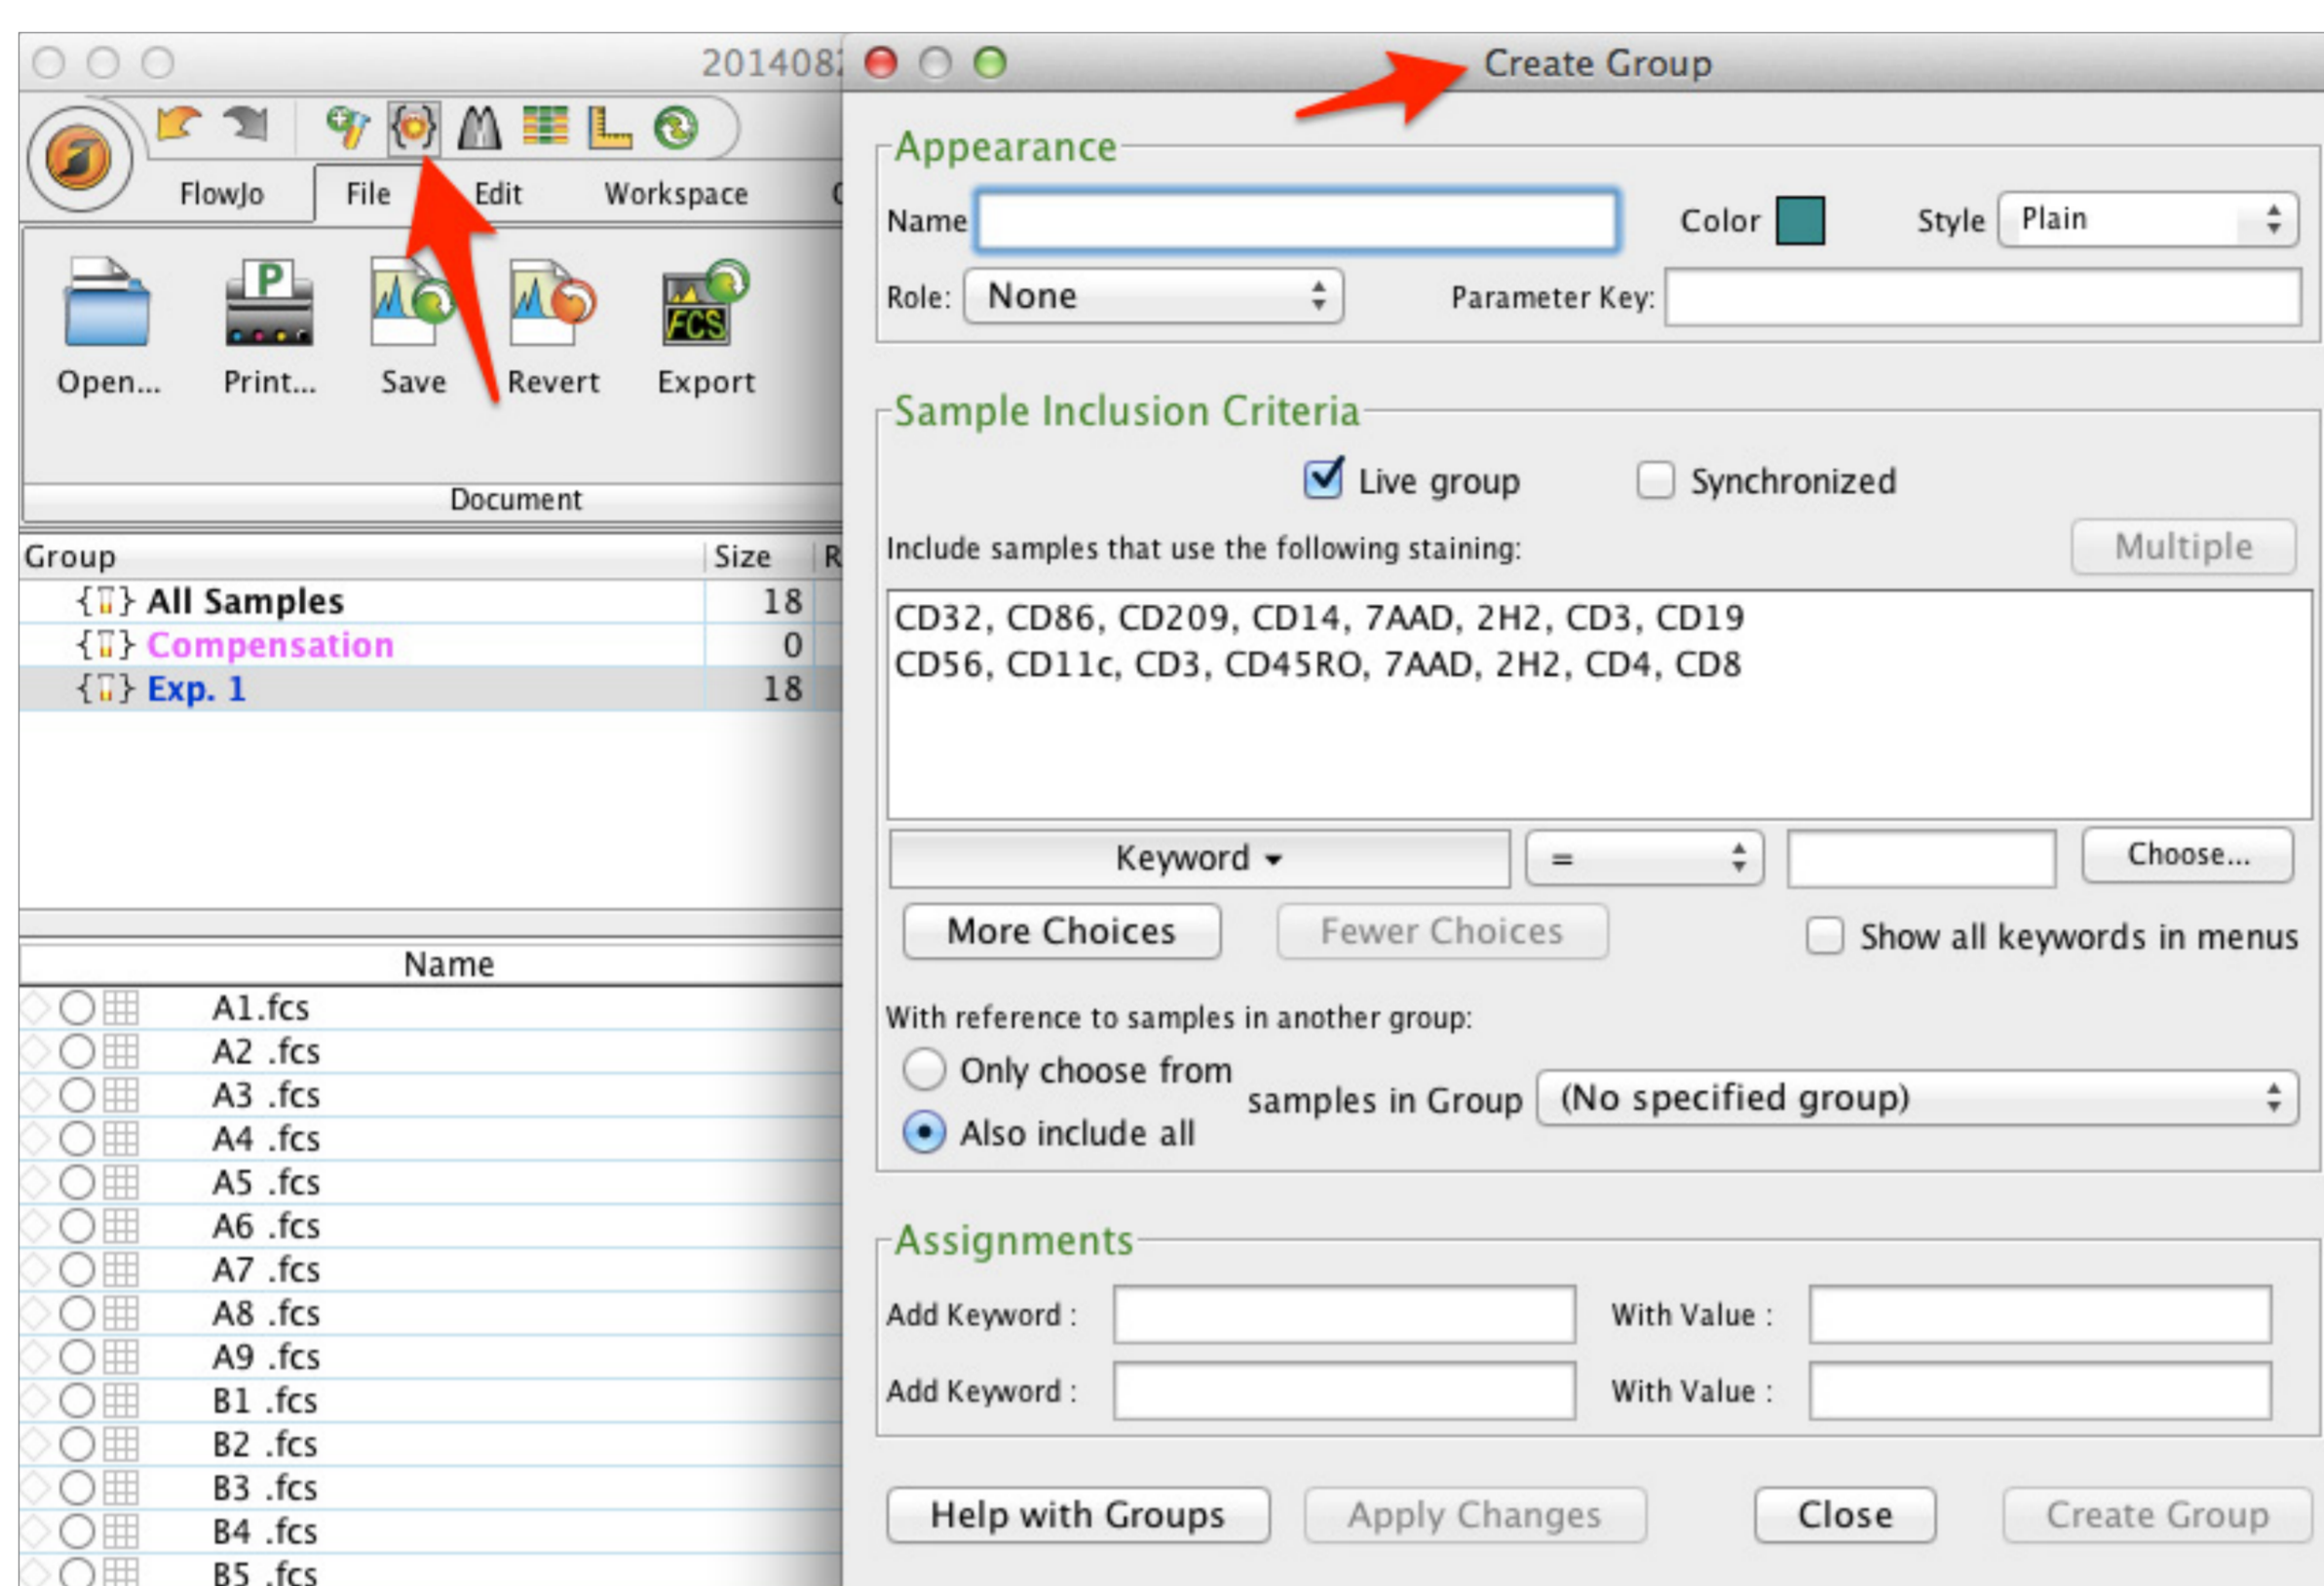 201408
FlowJo File Edit Workspace
P
FCS
Open... Print... Save Revert Export
Document
Group Size R
All Samples 18
Compensation 0
Exp. 1 18
Name
A1.fcs
A2 .fcs
A3 .fcs
A4 .fcs
A5 .fcs
A6 .fcs
A7 .fcs
A8 .fcs
A9 .fcs
B1 .fcs
B2 .fcs
B3 .fcs
B4 .fcs
B5 .fcs
Create Group
Appearance
Name Color Style Plain
Role: None Parameter Key:
Sample Inclusion Criteria
Live group Synchronized
Include samples that use the following staining: Multiple
CD32, CD86, CD209, CD14, 7AAD, 2H2, CD3, CD19
CD56, CD11c, CD3, CD45RO, 7AAD, 2H2, CD4, CD8
Keyword = Choose...
More Choices Fewer Choices Show all keywords in menus
With reference to samples in another group:
Only choose from
samples in Group (No specified group)
Also include all
Assignments
Add Keyword : With Value :
Add Keyword : With Value :
Help with Groups Apply Changes Close Create Group